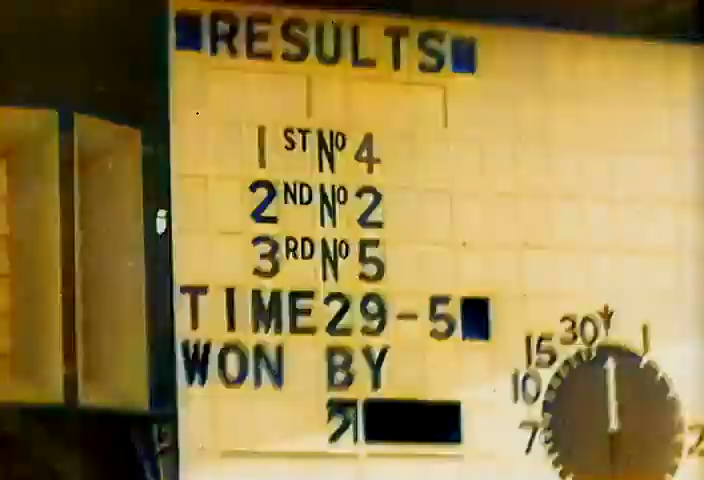 RESULTS
1ST No 4
2ND No 2
3RD No 5
TIME 29-5
WON BY
15 30 1
10
7 2